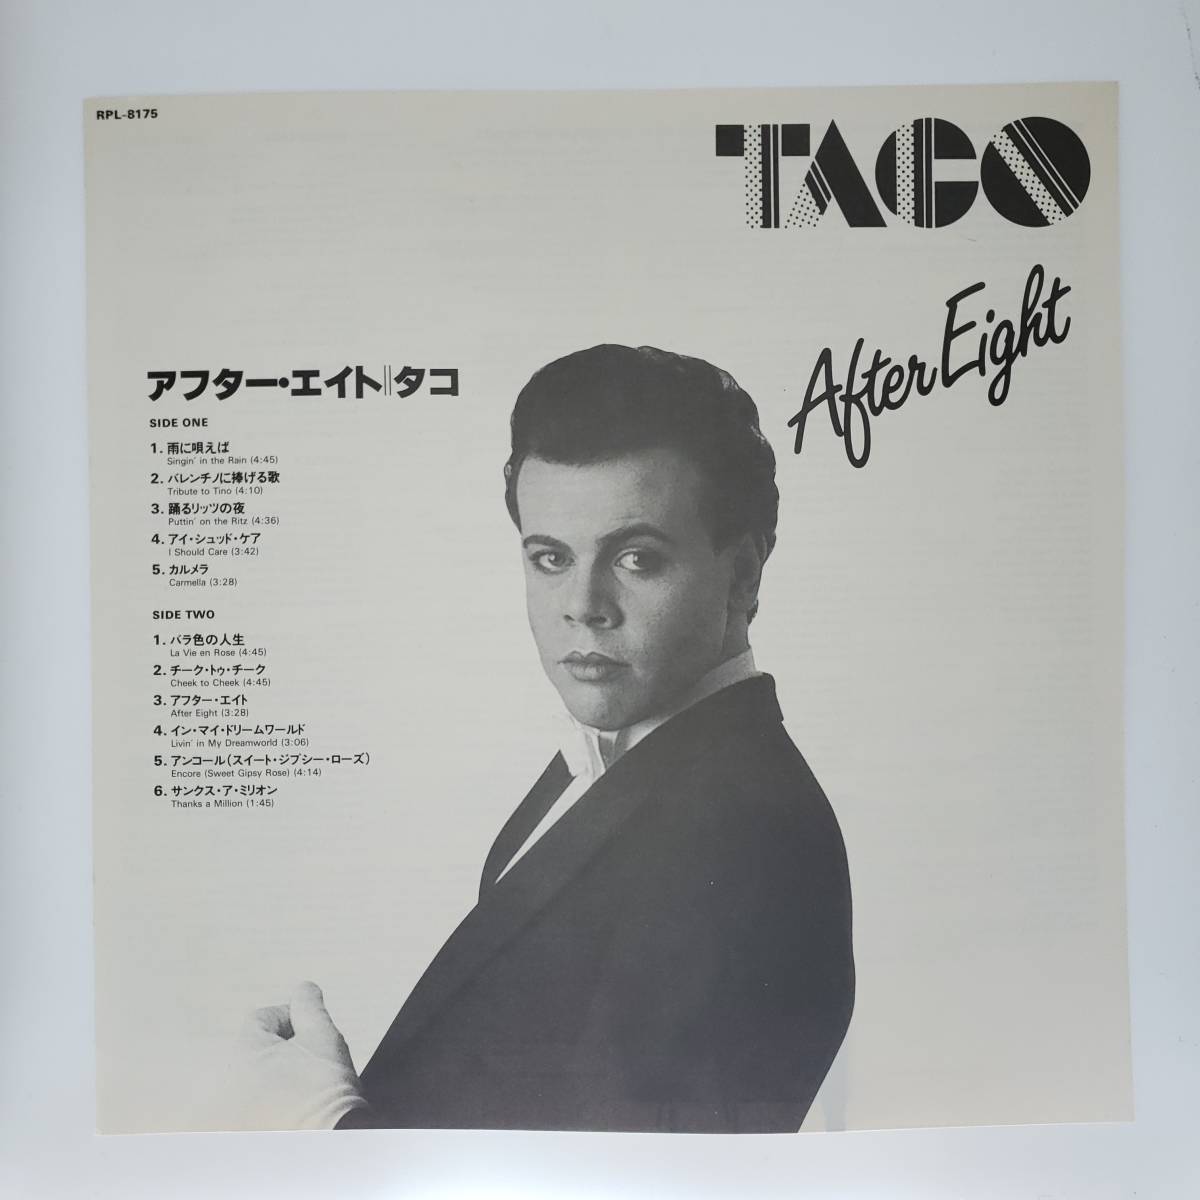 RPL-8175
TACO
After Eight
アフター・エイト||タコ
SIDE ONE
1. 雨に唄えば
Singin' in the Rain (4:45)
2. バレンチノに捧げる歌
Tribute to Tino (4:10)
3. 踊るリッツの夜
Puttin' on the Ritz (4:36)
4. アイ・シュッド・ケア
I Should Care (3:42)
5. カルメラ
Carmella (3:28)
SIDE TWO
1. バラ色の人生
La Vie en Rose (4:45)
2. チーク・トゥ・チーク
Cheek to Cheek (4:45)
3. アフター・エイト
After Eight (3:28)
4. イン・マイ・ドリームワールド
Livin' in My Dreamworld (3:06)
5. アンコール(スイート・ジプシー・ローズ)
Encore (Sweet Gipsy Rose) (4:14)
6. サンクス・ア・ミリオン
Thanks a Million (1:45)